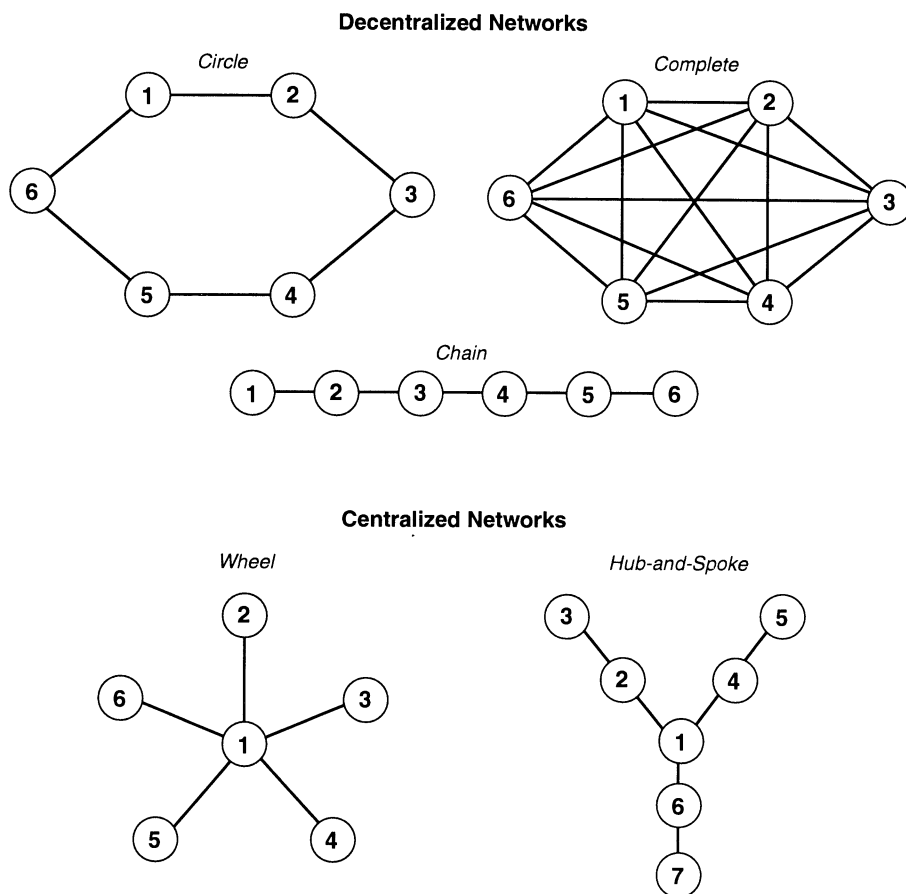 Decentralized Networks
Circle
Complete
1 2
6 3
5 4
1 2
6 3
5 4
Chain
1 2 3 4 5 6
Centralized Networks
Wheel
Hub-and-Spoke
2
6 3
1
5 4
3 5
2 4
1
6
7